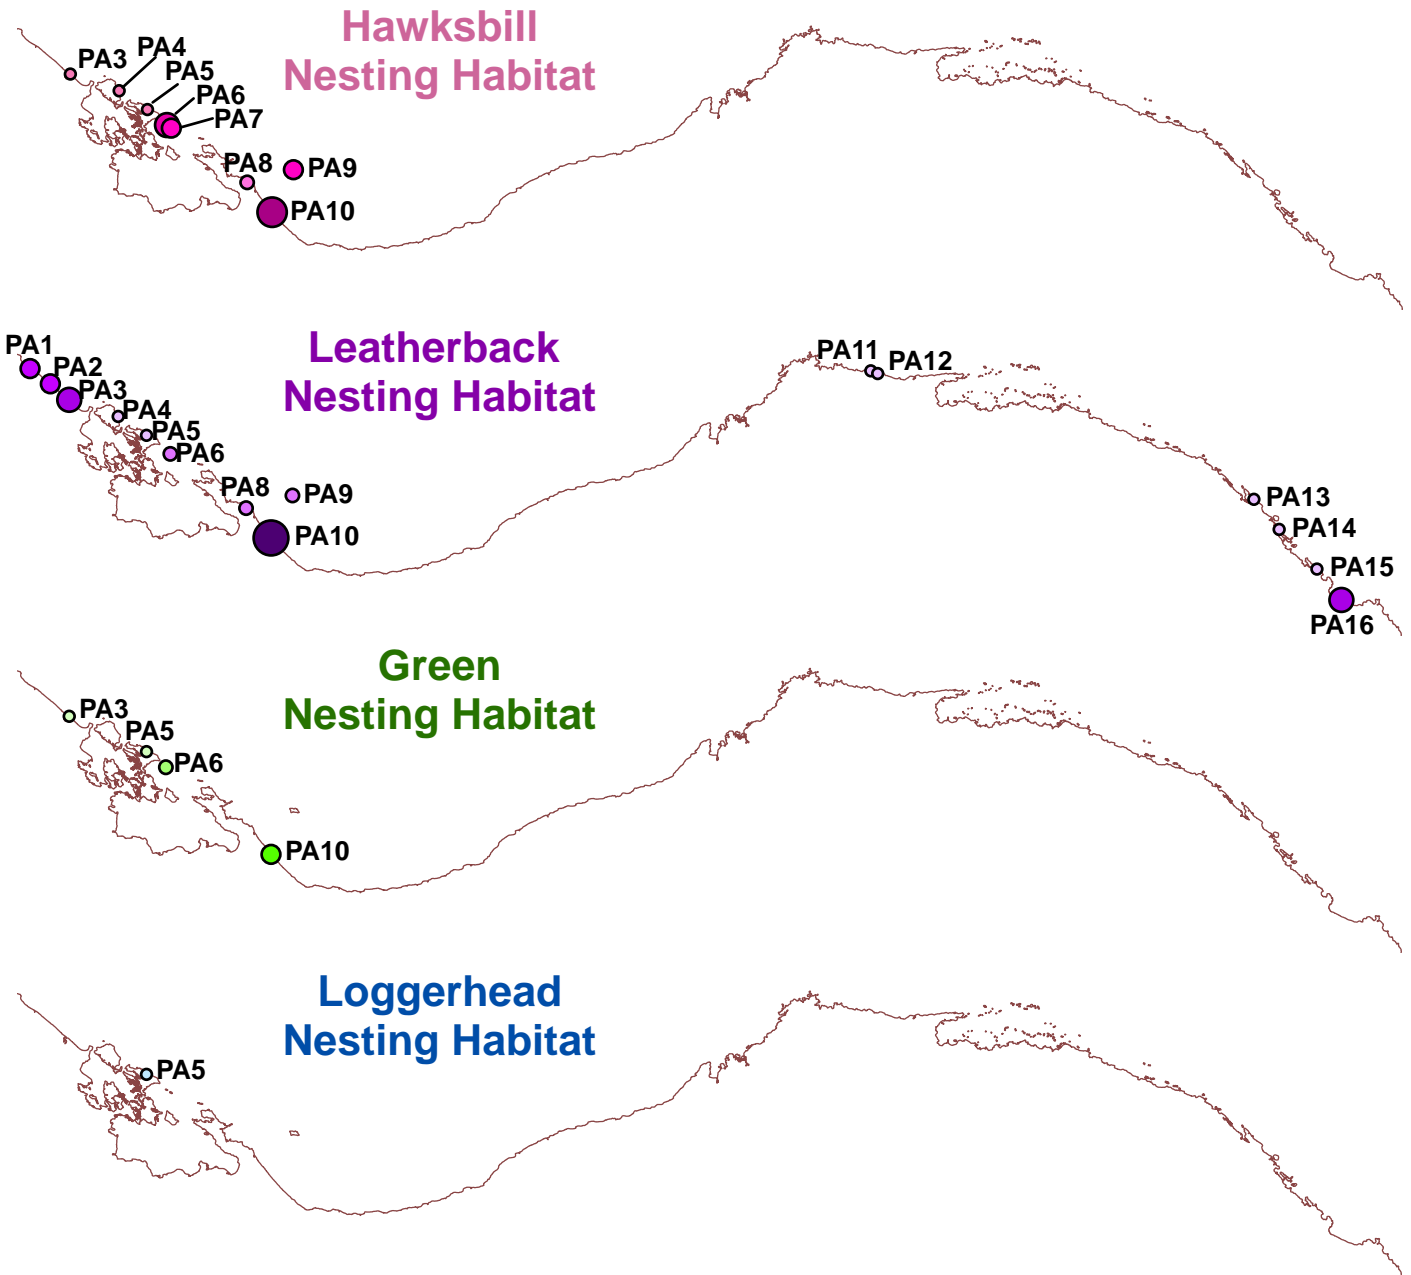 Hawksbill
Nesting Habitat
PA3
PA4
PA5
PA6
PA7
PA8
PA9
PA10
Leatherback
Nesting Habitat
PA1
PA2
PA3
PA4
PA5
PA6
PA8
PA9
PA10
PA11
PA12
PA13
PA14
PA15
PA16
Green
Nesting Habitat
PA3
PA5
PA6
PA10
Loggerhead
Nesting Habitat
PA5